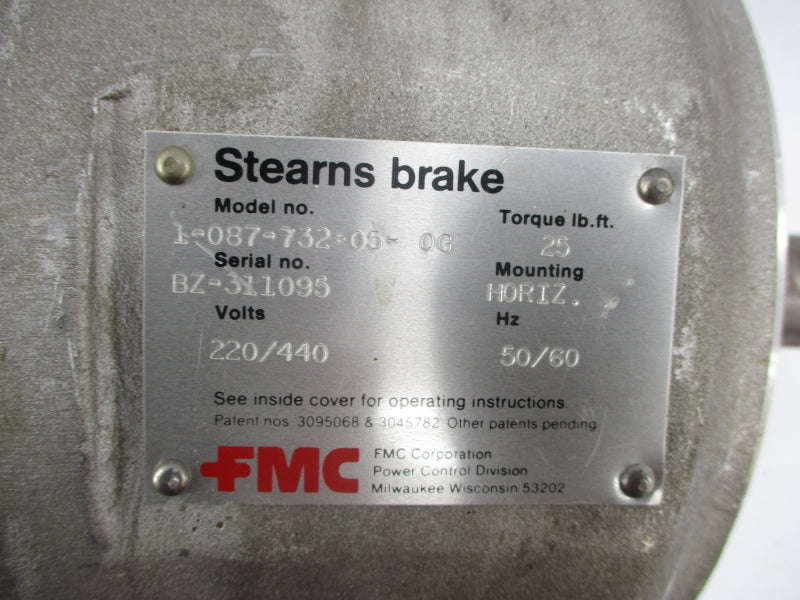 Stearns brake
Model no.
1-087-732-05- 0G
Torque lb.ft.
25
Serial no.
BZ-311095
Mounting
HORIZ.
Volts
220/440
Hz
50/60
See inside cover for operating instructions.
Patent nos. 3095068 & 3045782 Other patents pending
FMC
FMC Corporation
Power Control Division
Milwaukee Wisconsin 53202